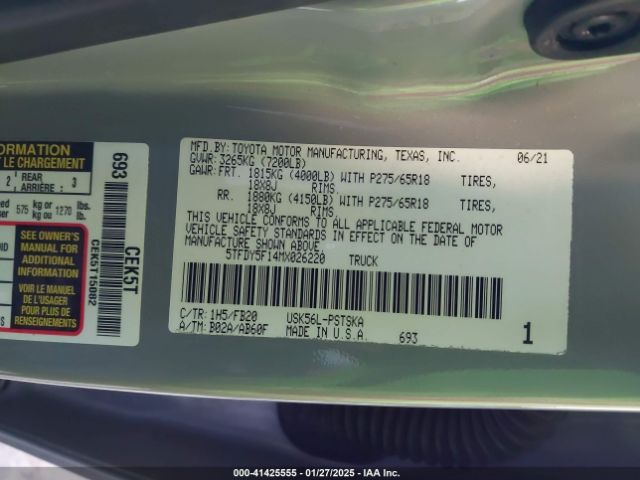 ORMATION
LE CHARGEMENT
2 REAR ARRIÈRE : 3
575 kg or kg ou 1270 lbs. lb.
SEE OWNER'S
MANUAL FOR
ADDITIONAL
INFORMATION
VOIR LE MANUEL
DE L'USAGER
POUR PLUS DE
RENSEIGNEMENTS
693
CEK5T
CEK5T15082
MFD.BY:TOYOTA MOTOR MANUFACTURING, TEXAS, INC. 06/21
GVWR: 3265KG (7200LB)
GAWR: FRT. 1815KG (4000LB) WITH P275/65R18 TIRES,
18X8J RIMS.
RR. 1880KG (4150LB) WITH P275/65R18 TIRES,
18X8J RIMS.
THIS VEHICLE CONFORMS TO ALL APPLICABLE FEDERAL MOTOR
VEHICLE SAFETY STANDARDS IN EFFECT ON THE DATE OF
MANUFACTURE SHOWN ABOVE.
5TFDY5F14MX026220 TRUCK
C/TR: 1H5/FB20 USK56L-PSTSKA
A/TM: B02A/AB60F MADE IN U.S.A. 693 1
000-41425555 - 01/27/2025 - IAA Inc.